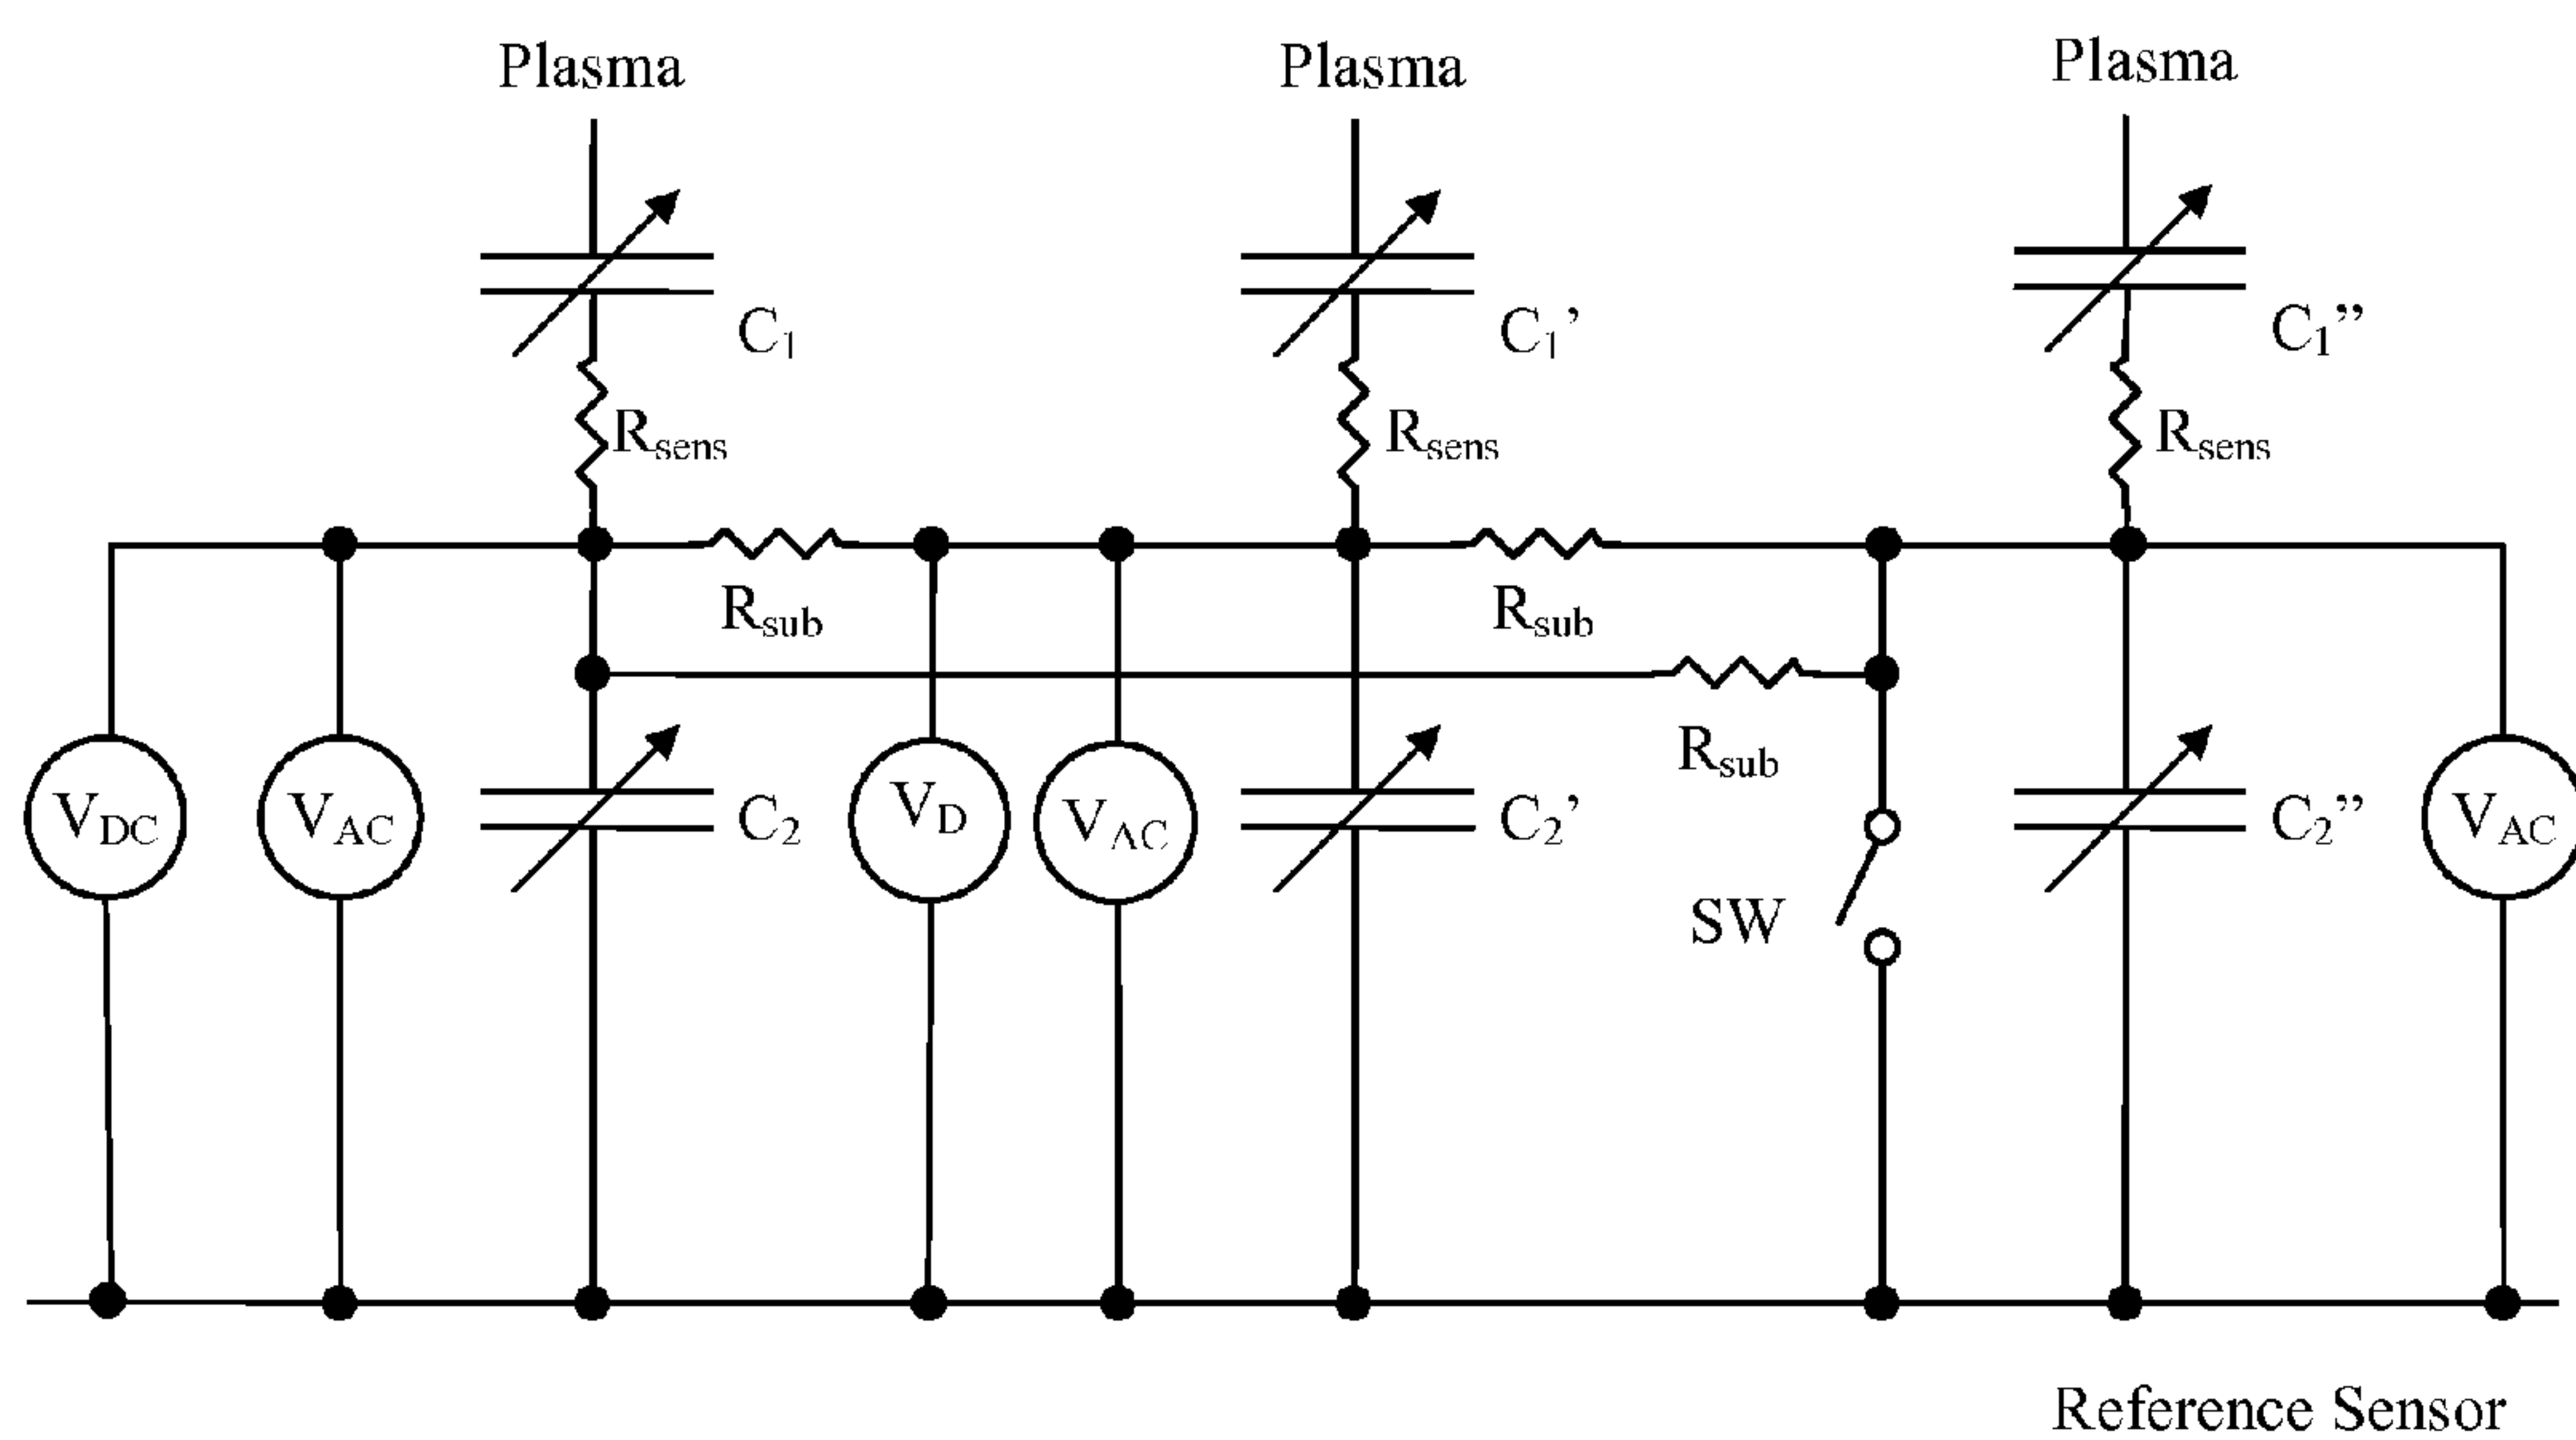 Plasma
Plasma
Plasma
C₁
C₁’
C₁”
Rsens
Rsens
Rsens
Rsub
Rsub
Rsub
VDC
VAC
C₂
VD
VAC
C₂’
SW
C₂”
VAC
Reference Sensor